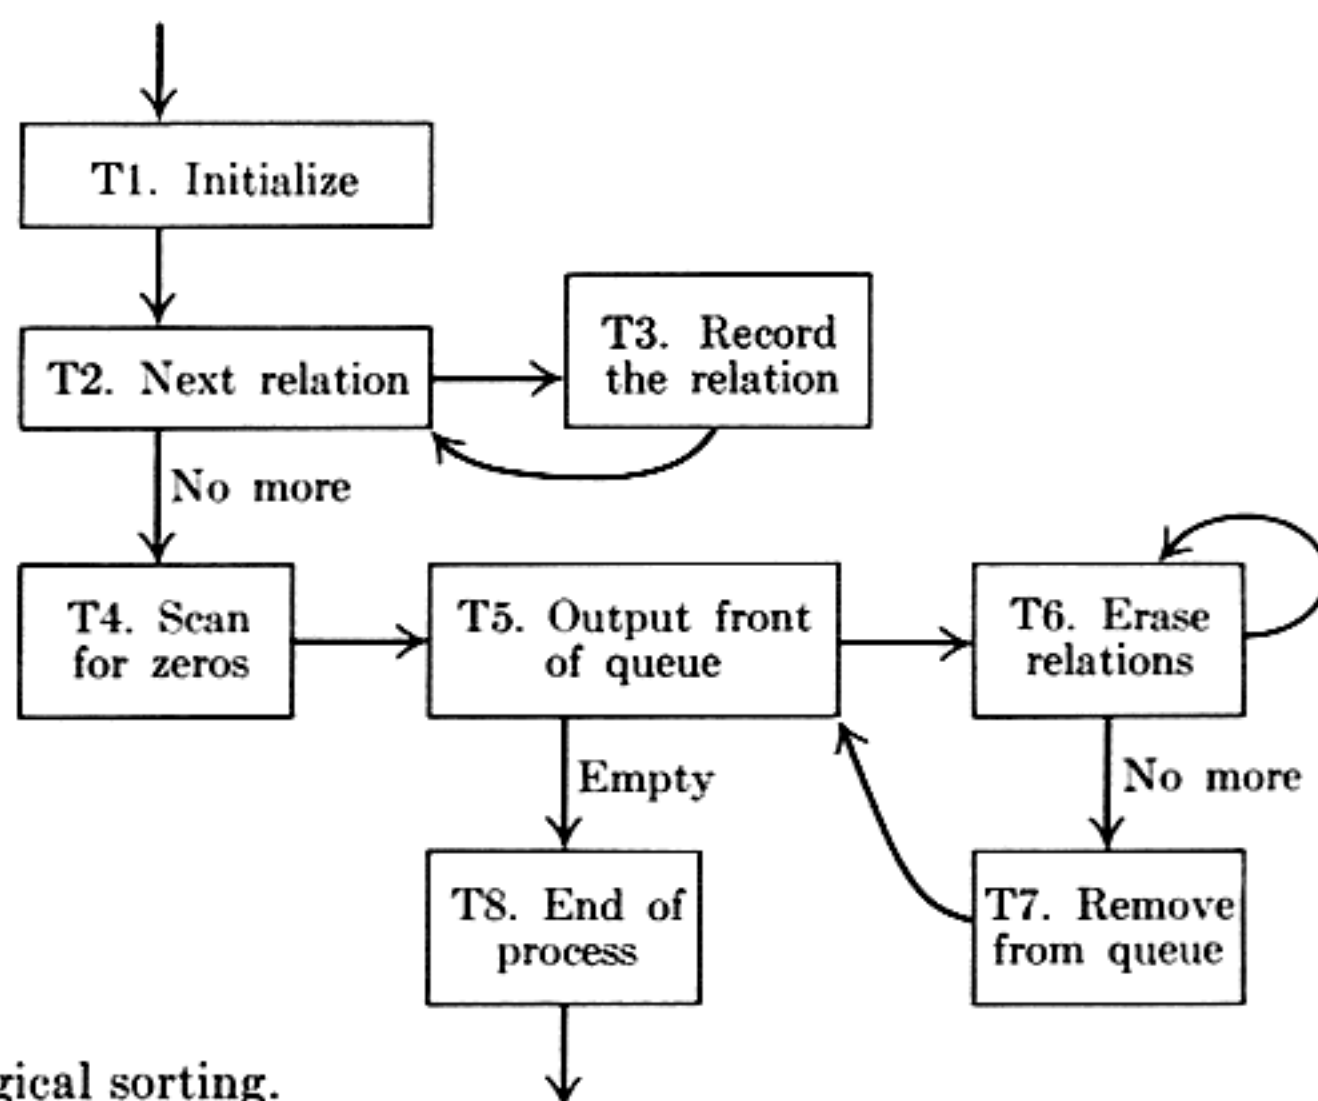 T1. Initialize
T2. Next relation
T3. Record
the relation
No more
T4. Scan
for zeros
T5. Output front
of queue
T6. Erase
relations
Empty
No more
T8. End of
process
T7. Remove
from queue
sorting.